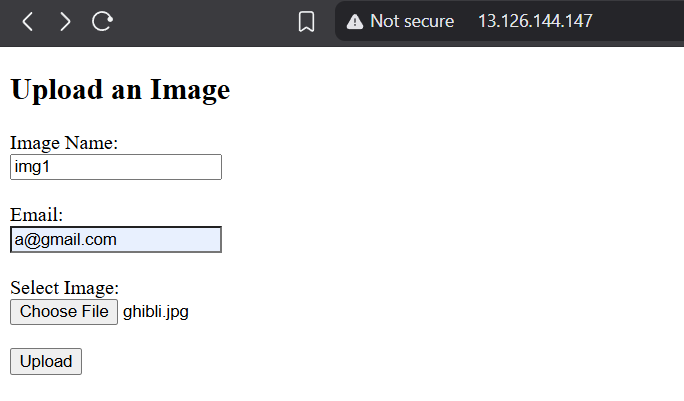 Not secure 13.126.144.147
Upload an Image
Image Name:
img1
Email:
a@gmail.com
Select Image:
Choose File ghibli.jpg
Upload